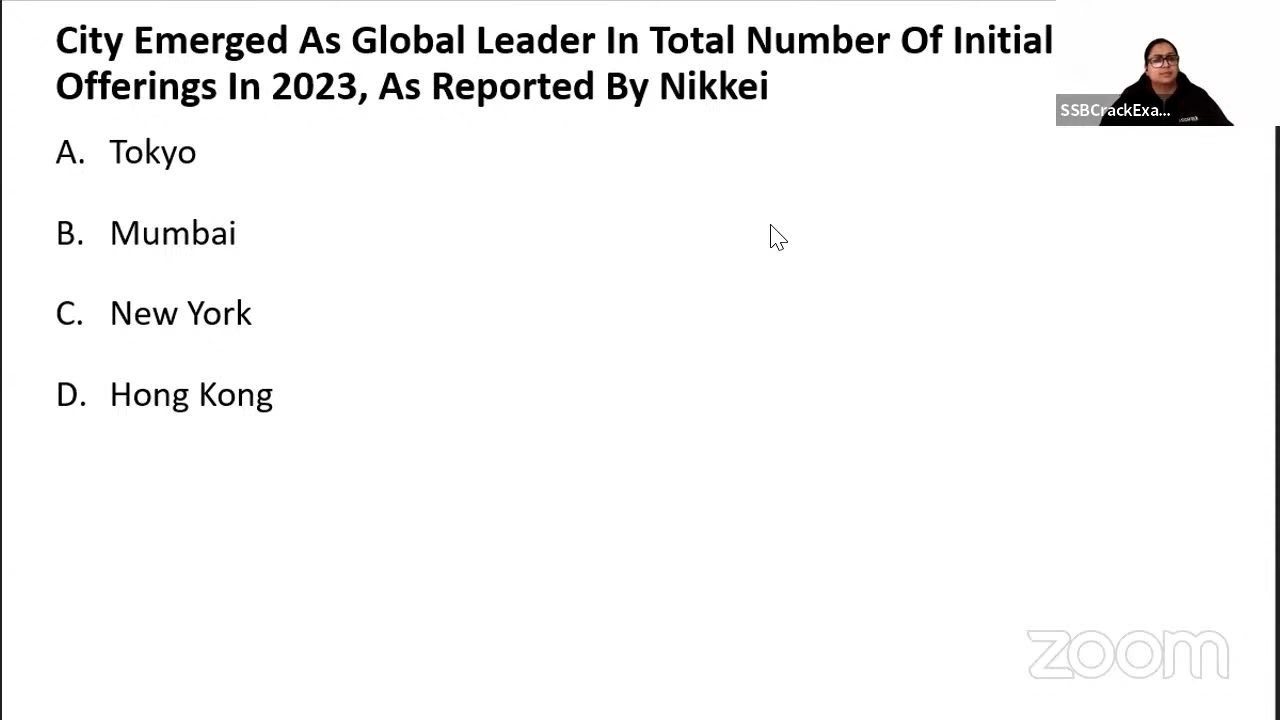 City Emerged As Global Leader In Total Number Of Initial
Offerings In 2023, As Reported By Nikkei
SSBCrackExa...
A. Tokyo
B. Mumbai
C. New York
D. Hong Kong
zoom